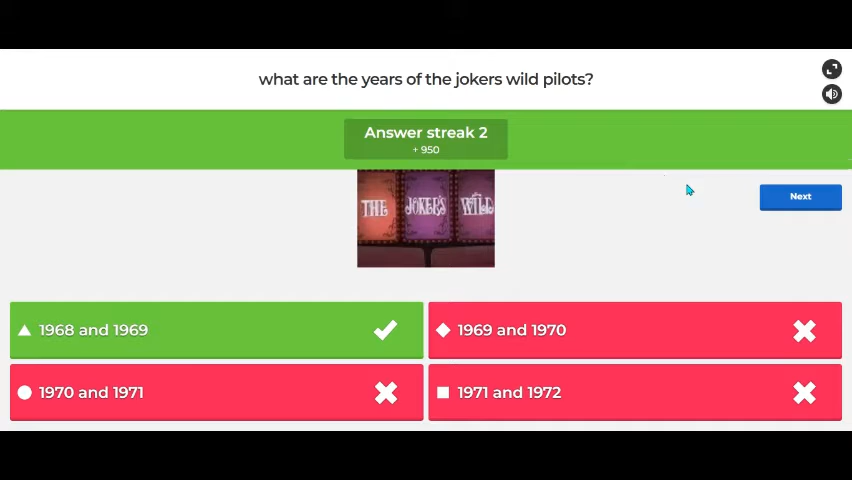 what are the years of the jokers wild pilots?
Answer streak 2
+ 950
THE JOKER'S WILD
Next
1968 and 1969
1969 and 1970
1970 and 1971
1971 and 1972